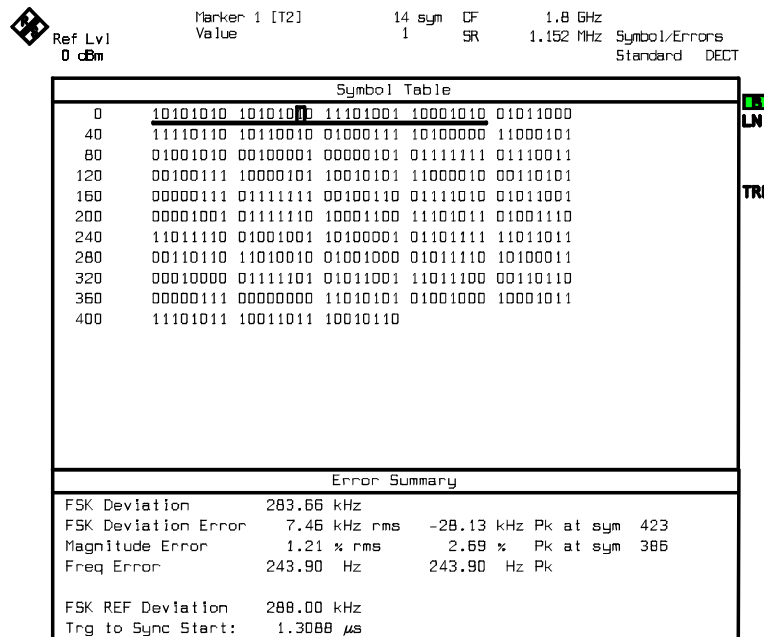 Marker 1 [T2] 14 sym CF 1.8 GHz
Ref Lvl Value 1 SR 1.152 MHz Symbol/Errors
0 dBm Standard DECT
Symbol Table
0 10101010 10101010 11101001 10001010 01011000
40 11110110 10110010 01000111 10100000 11000101
80 01001010 00100001 00000101 01111111 01110011
120 00100111 10000101 10010101 11000010 00110101
160 00000111 01111111 00100110 01111010 01011001
200 00001001 01111110 10001100 11101011 01001110
240 11011110 01001001 10100001 01101111 11011011
280 00110110 11010010 01001000 01011110 10100011
320 00010000 01111101 01011001 11011100 00110110
360 00000111 00000000 11010101 01001000 10001011
400 11101011 10011011 10010110
LN
TRI
Error Summary
FSK Deviation 283.66 kHz
FSK Deviation Error 7.46 kHz rms -28.13 kHz Pk at sym 423
Magnitude Error 1.21 % rms 2.69 % Pk at sym 386
Freq Error 243.90 Hz 243.90 Hz Pk
FSK REF Deviation 288.00 kHz
Trg to Sync Start: 1.3088 µs